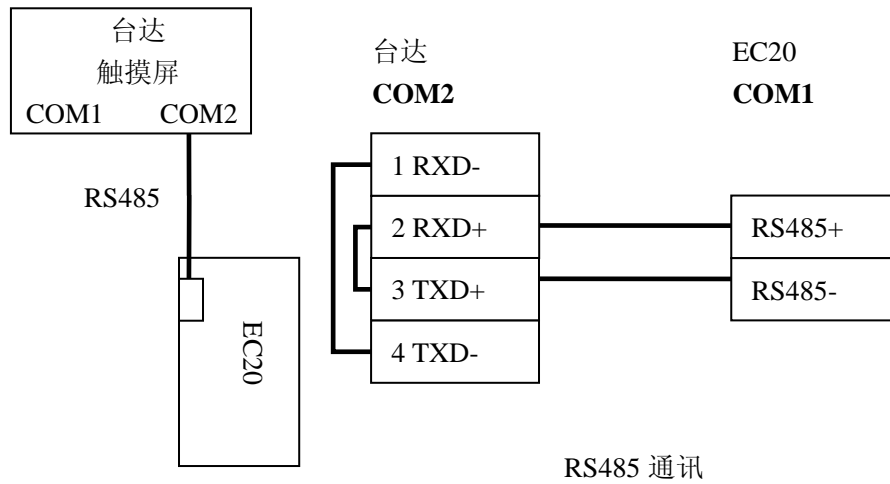 台达
触摸屏
COM1 COM2
RS485
EC20
台达
COM2
1 RXD-
2 RXD+
3 TXD+
4 TXD-
EC20
COM1
RS485+
RS485-
RS485 通讯